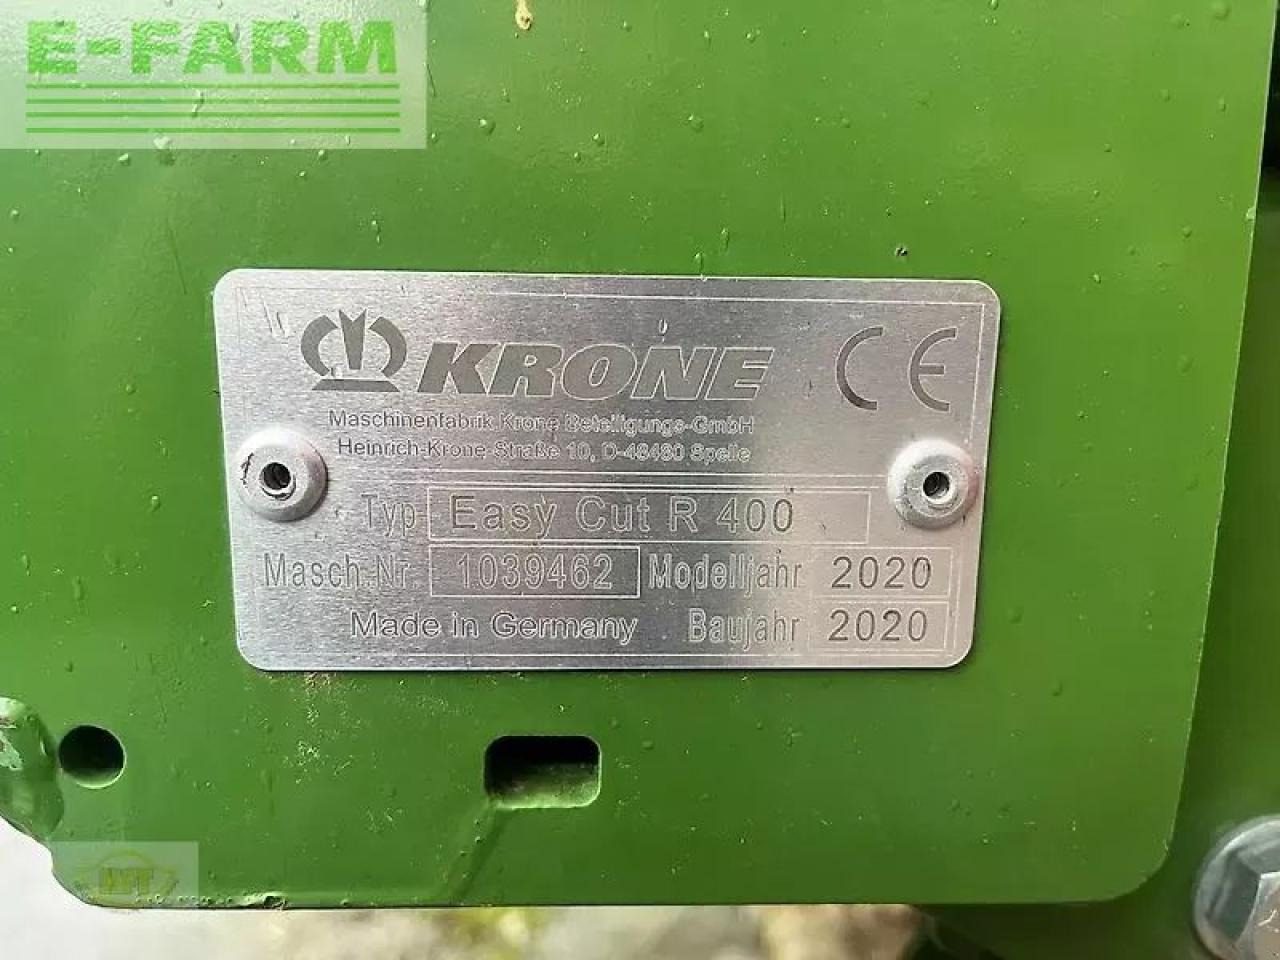 E-FARM
KRONE CE
Maschinenfabrik Krone Beteiligungs-GmbH
Heinrich-Krone-Straße 10, D-48480 Spelle
Typ Easy Cut R 400
Masch-Nr. 1039462 Modelljahr 2020
Made in Germany Baujahr 2020